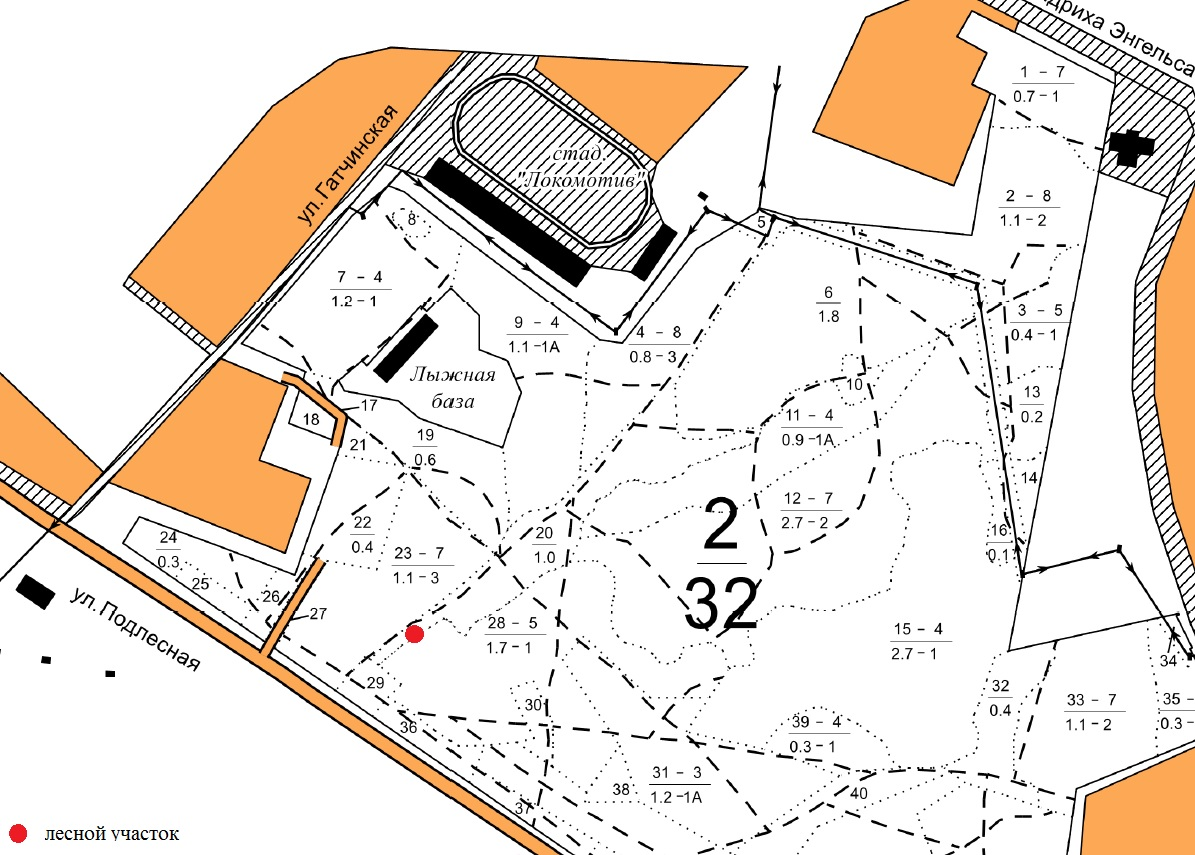 Энгельса
1 – 7
0.7 – 1
ул.Гатчинская
стад.
"Локомотив"
2 – 8
1.1 – 2
8
5
7 – 4
1.2 – 1
6
1.8
9 – 4
1.1 –1А
4 – 8
0.8 – 3
3 – 5
0.4 – 1
Лыжная
база
10
13
0.2
17
18
11 – 4
0.9 –1А
19
0.6
21
14
12 – 7
2.7 – 2
2
32
22
0.4
20
1.0
16
0.1
24
0.3
23 – 7
1.1 – 3
25
26
27
ул.Подлесная
28 – 5
1.7 – 1
15 – 4
2.7 – 1
34
29
32
0.4
30
33 – 7
1.1 – 2
35 –
0.3 –
36
39 – 4
0.3 – 1
31 – 3
1.2 –1А
38
40
37
лесной участок